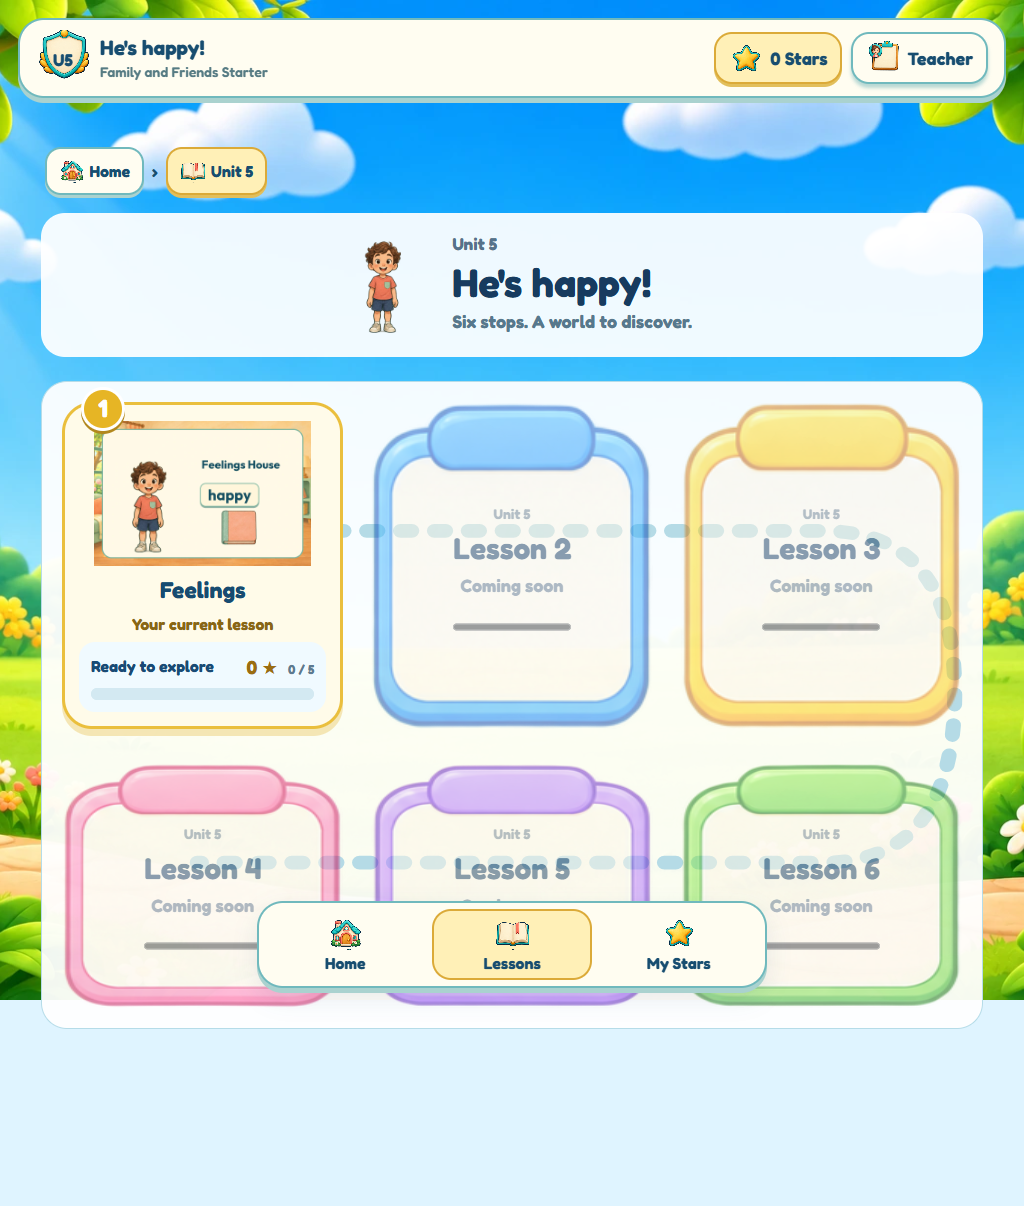 U5
He's happy!
Family and Friends Starter
0 Stars
Teacher
Home
›
Unit 5
Unit 5
He's happy!
Six stops. A world to discover.
1
Feelings House
happy
Feelings
Your current lesson
Ready to explore
0 ★
0 / 5
Unit 5
Lesson 2
Coming soon
Unit 5
Lesson 3
Coming soon
Unit 5
Lesson 4
Coming soon
Unit 5
Lesson 5
Unit 5
Lesson 6
Coming soon
Home
Lessons
My Stars